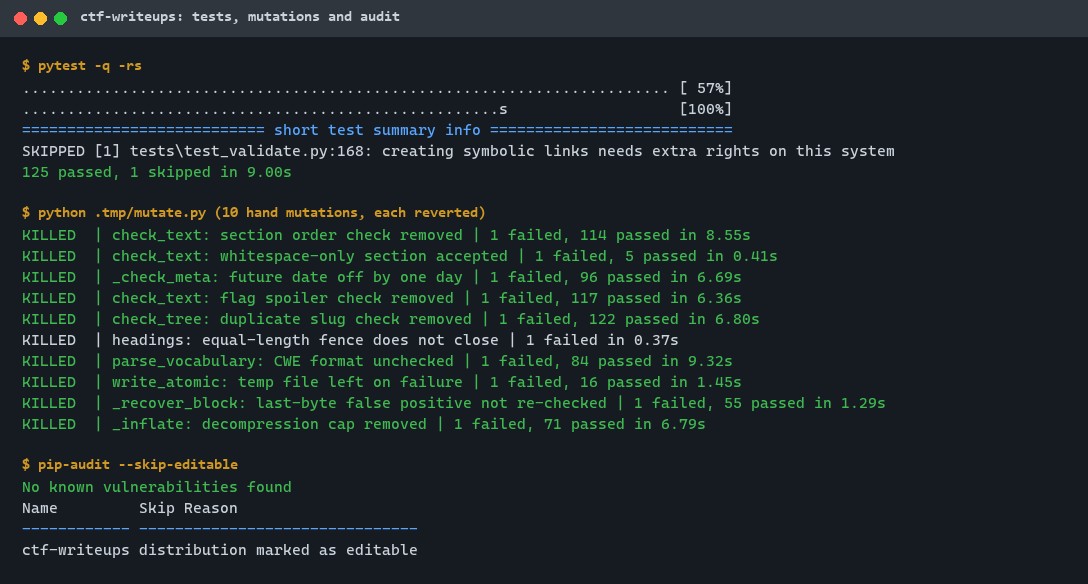 ctf-writeups: tests, mutations and audit
$ pytest -q -rs
........................................................................ [ 57%]
.....................................................s                   [100%]
=========================== short test summary info ===========================
SKIPPED [1] tests\test_validate.py:168: creating symbolic links needs extra rights on this system
125 passed, 1 skipped in 9.00s
$ python .tmp/mutate.py (10 hand mutations, each reverted)
KILLED  | check_text: section order check removed | 1 failed, 114 passed in 8.55s
KILLED  | check_text: whitespace-only section accepted | 1 failed, 5 passed in 0.41s
KILLED  | _check_meta: future date off by one day | 1 failed, 96 passed in 6.69s
KILLED  | check_text: flag spoiler check removed | 1 failed, 117 passed in 6.36s
KILLED  | check_tree: duplicate slug check removed | 1 failed, 122 passed in 6.80s
KILLED  | headings: equal-length fence does not close | 1 failed in 0.37s
KILLED  | parse_vocabulary: CWE format unchecked | 1 failed, 84 passed in 9.32s
KILLED  | write_atomic: temp file left on failure | 1 failed, 16 passed in 1.45s
KILLED  | _recover_block: last-byte false positive not re-checked | 1 failed, 55 passed in 1.29s
KILLED  | _inflate: decompression cap removed | 1 failed, 71 passed in 6.79s
$ pip-audit --skip-editable
No known vulnerabilities found
Name         Skip Reason
------------ -------------------------------
ctf-writeups distribution marked as editable